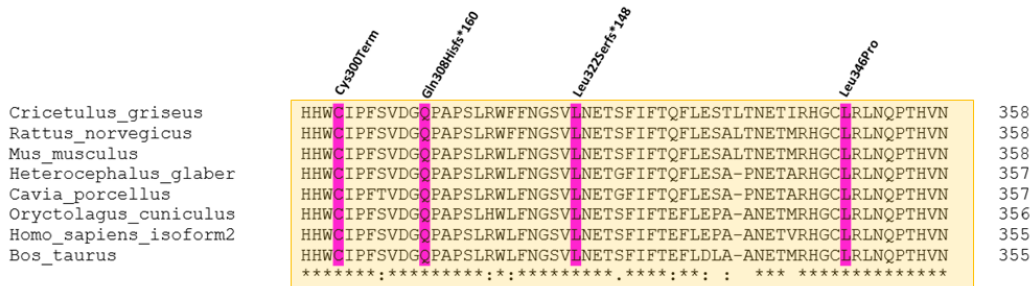 Cys300Term
Gln308Hisfs*160
Leu322Serfs*148
Leu346Pro
Cricetulus_griseus HHWCIPFSVDGQPAPSLRWFFNGSVLNETSFIFTQFLESTLTNETIRHGCLRLNQPTHVN 358
Rattus_norvegicus HHWCIPFSVDGQPAPSLRWFFNGSVLNETSFIFTQFLESALTNETMRHGCLRLNQPTHVN 358
Mus_musculus HHWCIPFSVDGQPAPSLRWLFNGSVLNETSFIFTQFLESALTNETMRHGCLRLNQPTHVN 358
Heterocephalus_glaber HHWCIPFSVDGQPAPSLRWLFNGSVLNETGFIFTQFLESA-PNETARHGCLRLNQPTHVN 357
Cavia_porcellus HHWCIPFTVDGQPAPSLRWLFNGSVLNETGFIFTQFLESA-PNETARHGCLRLNQPTHVN 357
Oryctolagus_cuniculus HHWCIPFSVDGQPAPSLHWLFNGSVLNETSFIFTEFLEPA-ANETMRHGCLRLNQPTHVN 356
Homo_sapiens_isoform2 HHWCIPFSVDGQPAPSLRWLFNGSVLNETSFIFTEFLEPA-ANETVRHGCLRLNQPTHVN 355
Bos_taurus HHWCIPFSVDGQPAPSLRWLFNGSVLNETSFIFTEFLDLA-ANETMRHGCLRLNQPTHVN 355
*******:*********:*:*********.****:**: : *** **************